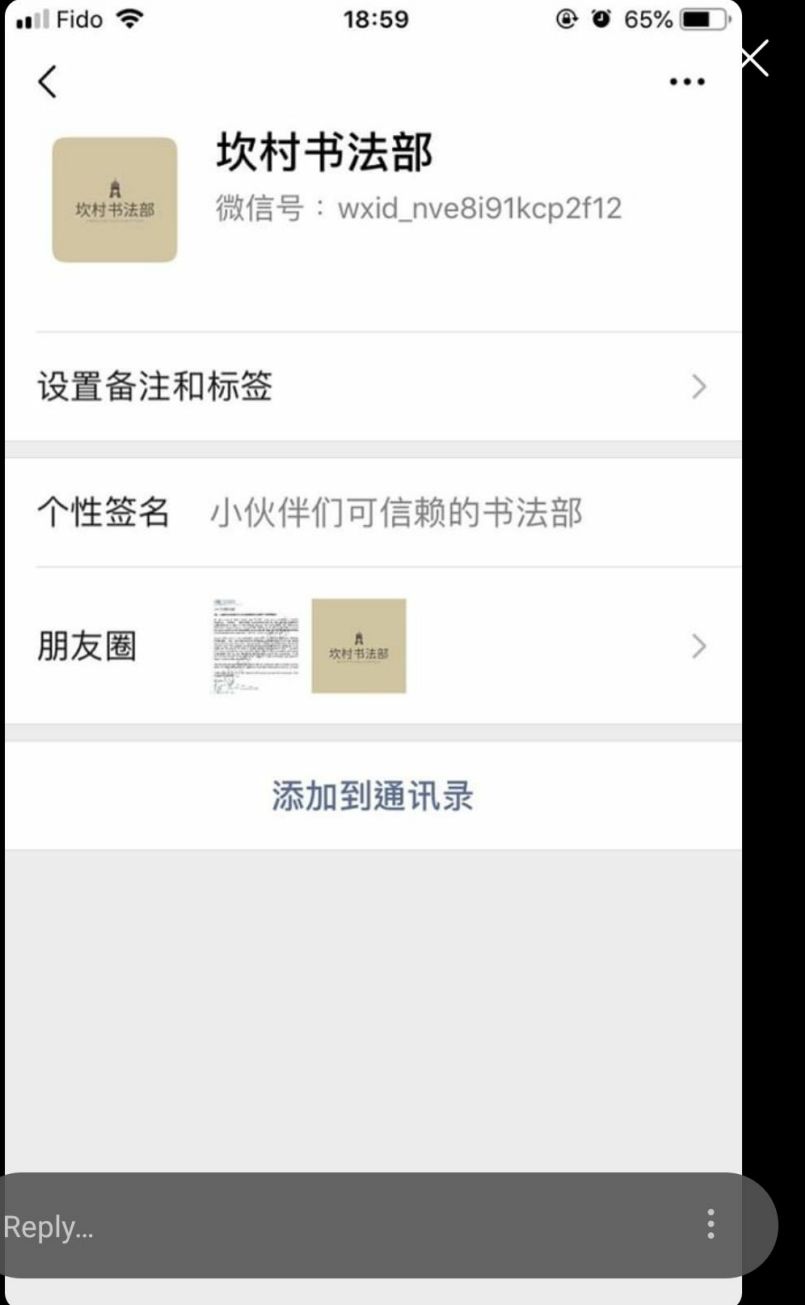 Fido
18:59
65%
坎村书法部
坎村书法部
微信号：wxid_nve8i91kcp2f12
设置备注和标签
个性签名 小伙伴们可信赖的书法部
朋友圈
坎村书法部
添加到通讯录
Reply...